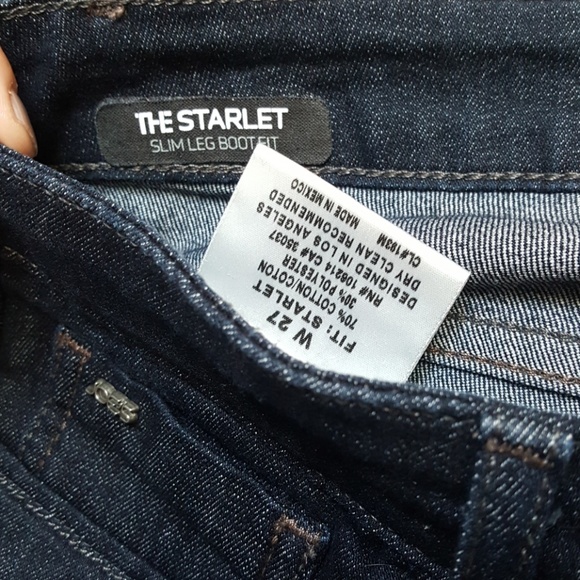 THE STARLET
SLIM LEG BOOT FIT
W 27
FIT: STARLET
70% COTTON/COTON
30% POLYESTER
RN# 106214 CA# 35037
DESIGNED IN LOS ANGELES
DRY CLEAN RECOMMENDED
CL#193M MADE IN MEXICO
JOE'S